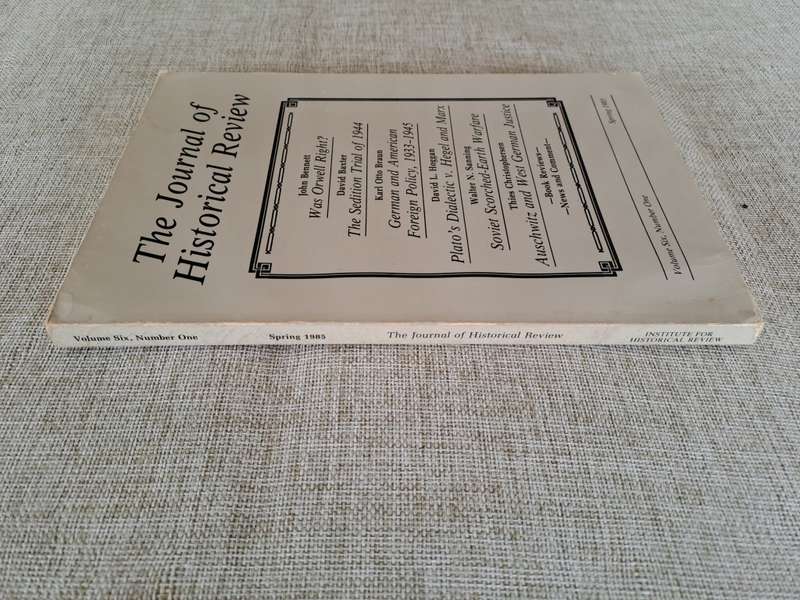 The Journal of
Historical Review
John Bennett
Was Orwell Right?
David Baxter
The Sedition Trial of 1944
Karl Otto Braun
German and American
Foreign Policy, 1933–1945
David L. Hoggan
Plato's Dialectic v. Hegel and Marx
Walter N. Sanning
Soviet Scorched-Earth Warfare
Thies Christophersen
Auschwitz and West German Justice
—Book Reviews—
—News and Comment—
Volume Six, Number One
Spring 1985
Volume Six, Number One
Spring 1985
The Journal of Historical Review
INSTITUTE FOR
HISTORICAL REVIEW